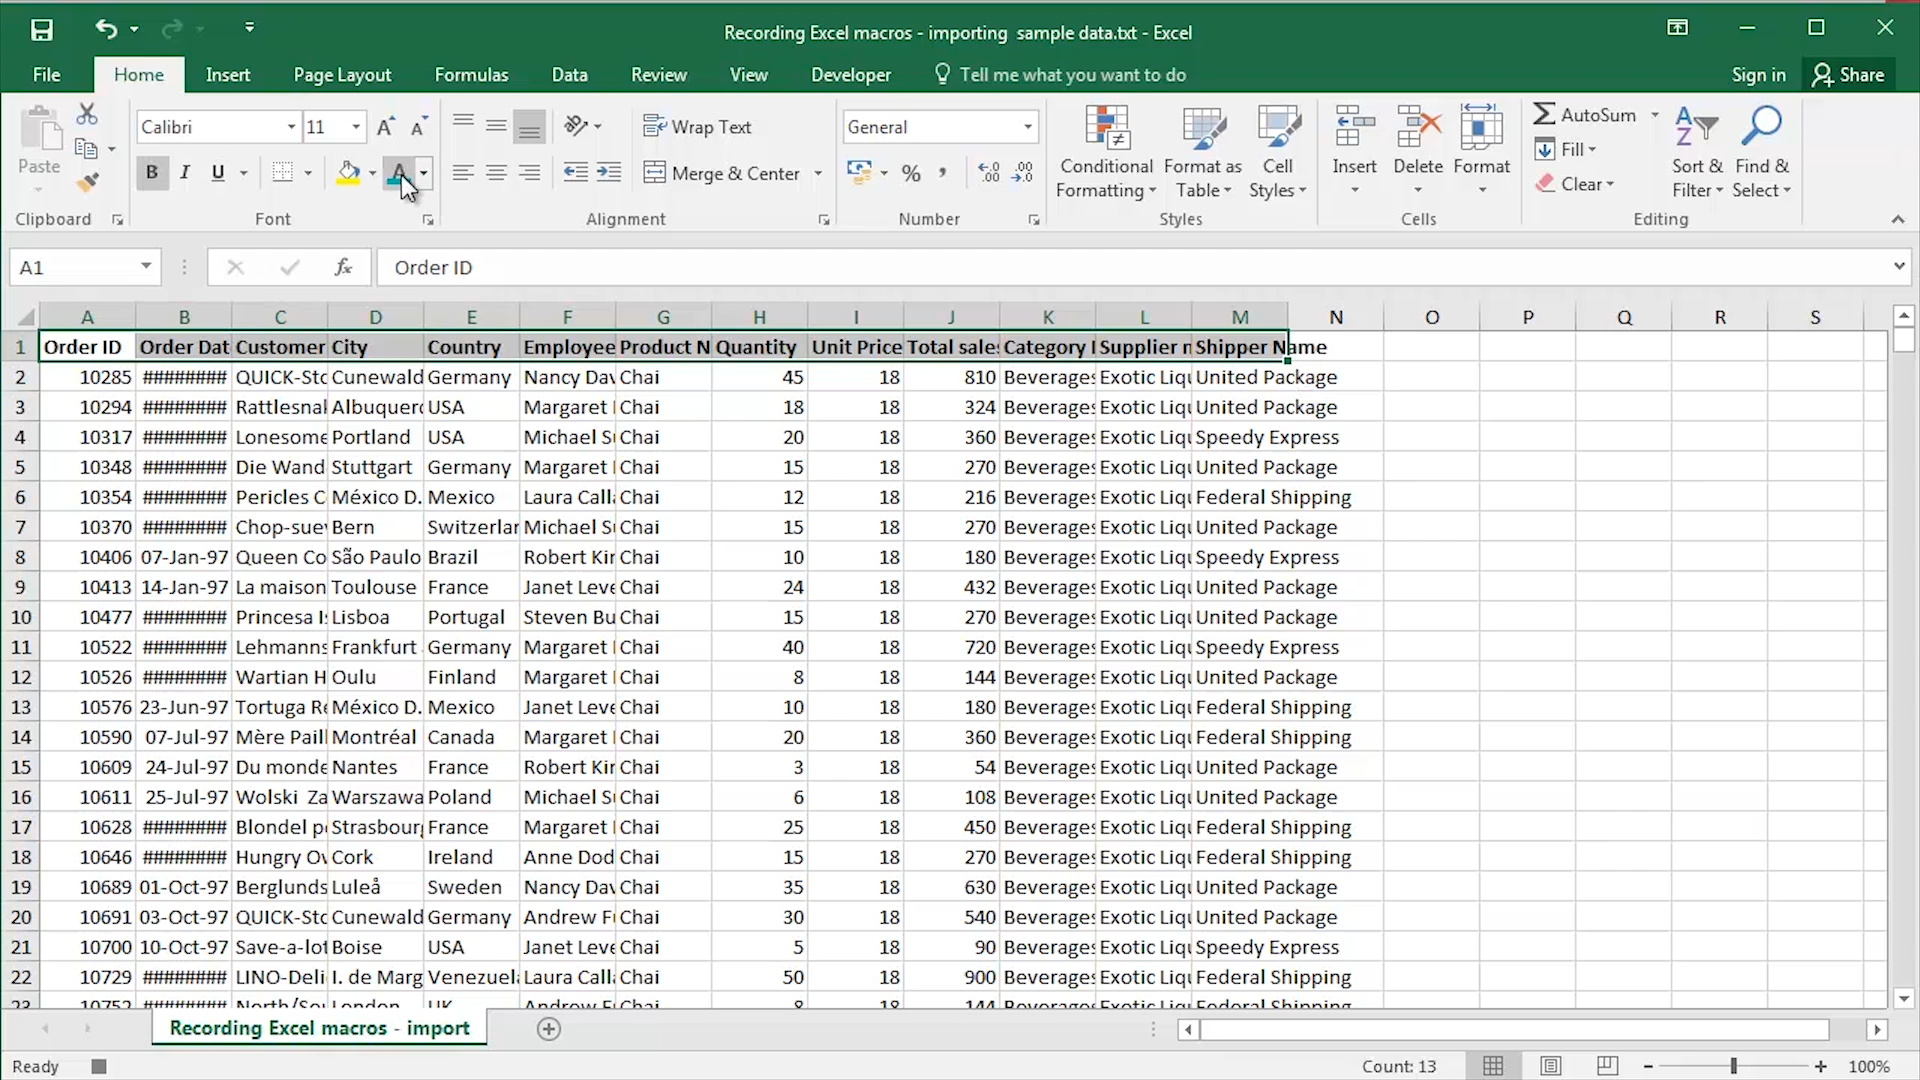 Recording Excel macros - importing  sample data.txt - Excel
File Home Insert Page Layout Formulas Data Review View Developer Tell me what you want to do Sign in Share
Calibri 11 Wrap Text General AutoSum
Paste Conditional Formatting Format as Table Cell Styles Insert Delete Format Fill Sort & Filter Find & Select
B I U A Merge & Center % , Clear
Clipboard Font Alignment Number Styles Cells Editing
A1 fx Order ID
A B C D E F G H I J K L M N O P Q R S
1 Order ID Order Dat Customer City Country Employee Product N Quantity Unit Price Total sales Category Supplier n Shipper Name
2 10285 ######## QUICK-Sto Cunewald Germany Nancy Dav Chai 45 18 810 Beverages Exotic Liqu United Package
3 10294 ######## Rattlesnak Albuquerc USA Margaret Chai 18 18 324 Beverages Exotic Liqu United Package
4 10317 ######## Lonesome Portland USA Michael Su Chai 20 18 360 Beverages Exotic Liqu Speedy Express
5 10348 ######## Die Wand Stuttgart Germany Margaret Chai 15 18 270 Beverages Exotic Liqu United Package
6 10354 ######## Pericles C México D. Mexico Laura Calla Chai 12 18 216 Beverages Exotic Liqu Federal Shipping
7 10370 ######## Chop-suey Bern Switzerlan Michael Su Chai 15 18 270 Beverages Exotic Liqu United Package
8 10406 07-Jan-97 Queen Co São Paulo Brazil Robert Kin Chai 10 18 180 Beverages Exotic Liqu Speedy Express
9 10413 14-Jan-97 La maison Toulouse France Janet Leve Chai 24 18 432 Beverages Exotic Liqu United Package
10 10477 ######## Princesa Is Lisboa Portugal Steven Bu Chai 15 18 270 Beverages Exotic Liqu United Package
11 10522 ######## Lehmanns Frankfurt Germany Margaret Chai 40 18 720 Beverages Exotic Liqu Speedy Express
12 10526 ######## Wartian H Oulu Finland Margaret Chai 8 18 144 Beverages Exotic Liqu United Package
13 10576 23-Jun-97 Tortuga Re México D. Mexico Janet Leve Chai 10 18 180 Beverages Exotic Liqu Federal Shipping
14 10590 07-Jul-97 Mère Paill Montréal Canada Margaret Chai 20 18 360 Beverages Exotic Liqu Federal Shipping
15 10609 24-Jul-97 Du monde Nantes France Robert Kin Chai 3 18 54 Beverages Exotic Liqu United Package
16 10611 25-Jul-97 Wolski  Za Warszawa Poland Michael Su Chai 6 18 108 Beverages Exotic Liqu United Package
17 10628 ######## Blondel pe Strasbourg France Margaret Chai 25 18 450 Beverages Exotic Liqu Federal Shipping
18 10646 ######## Hungry Ow Cork Ireland Anne Dod Chai 15 18 270 Beverages Exotic Liqu Federal Shipping
19 10689 01-Oct-97 Berglunds Luleå Sweden Nancy Dav Chai 35 18 630 Beverages Exotic Liqu United Package
20 10691 03-Oct-97 QUICK-Sto Cunewald Germany Andrew Fu Chai 30 18 540 Beverages Exotic Liqu United Package
21 10700 10-Oct-97 Save-a-lot Boise USA Janet Leve Chai 5 18 90 Beverages Exotic Liqu Speedy Express
22 10729 ######## LINO-Deli I. de Marg Venezuela Laura Calla Chai 50 18 900 Beverages Exotic Liqu Federal Shipping
23 10752 ######## North/Sou London UK Andrew Fu Chai 8 18 144 Beverages Exotic Liqu Federal Shipping
Recording Excel macros - import
Ready Count: 13 100%